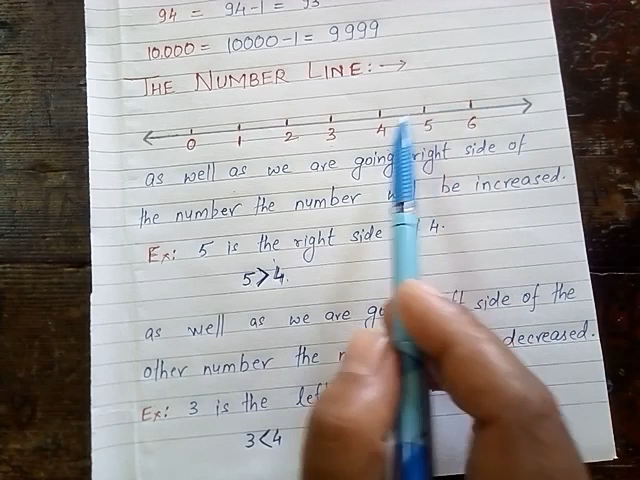 94 = 94-1 = 93
10.000 = 10000-1 = 9999
THE NUMBER LINE:→
0 1 2 3 4 5 6
as well as we are going right side of
the number the number be increased.
Ex: 5 is the right side 4.
5>4.
as well as we are side of the
other number the decreased.
Ex: 3 is the
3<4